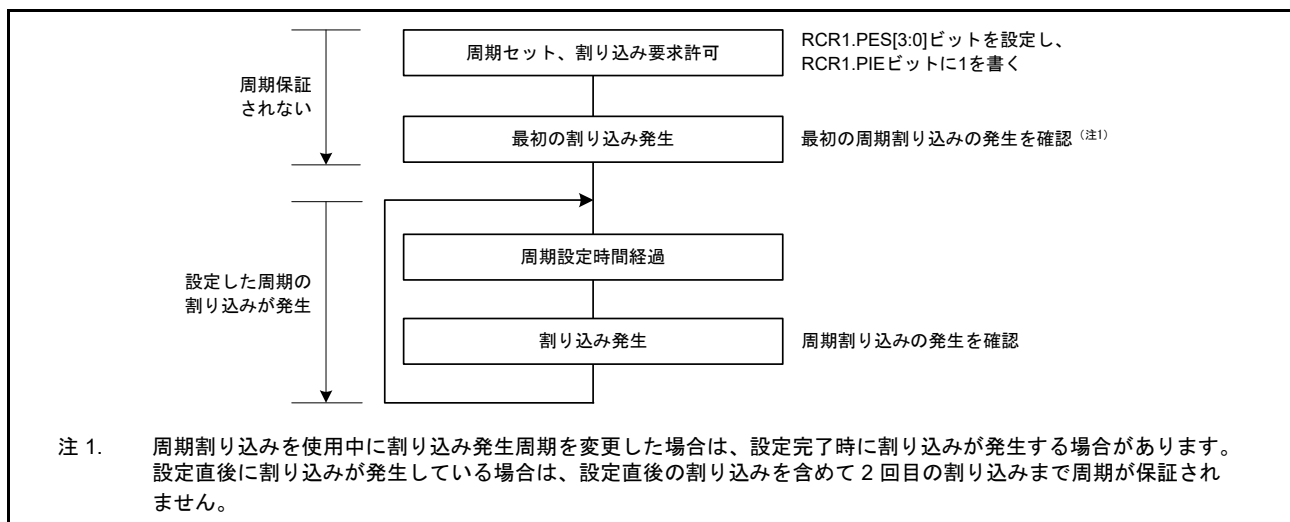 周期セット、割り込み要求許可
RCR1.PES[3:0]ビットを設定し、
RCR1.PIEビットに1を書く
周期保証
されない
最初の割り込み発生
最初の周期割り込みの発生を確認（注1）
周期設定時間経過
設定した周期の
割り込みが発生
割り込み発生
周期割り込みの発生を確認
注 1. 周期割り込みを使用中に割り込み発生周期を変更した場合は、設定完了時に割り込みが発生する場合があります。
設定直後に割り込みが発生している場合は、設定直後の割り込みを含めて 2 回目の割り込みまで周期が保証され
ません。